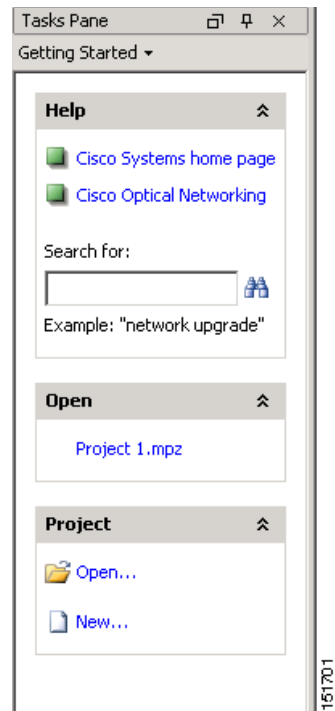 Tasks Pane
Getting Started
Help
Cisco Systems home page
Cisco Optical Networking
Search for:
Example: "network upgrade"
Open
Project 1.mpz
Project
Open...
New...
151701